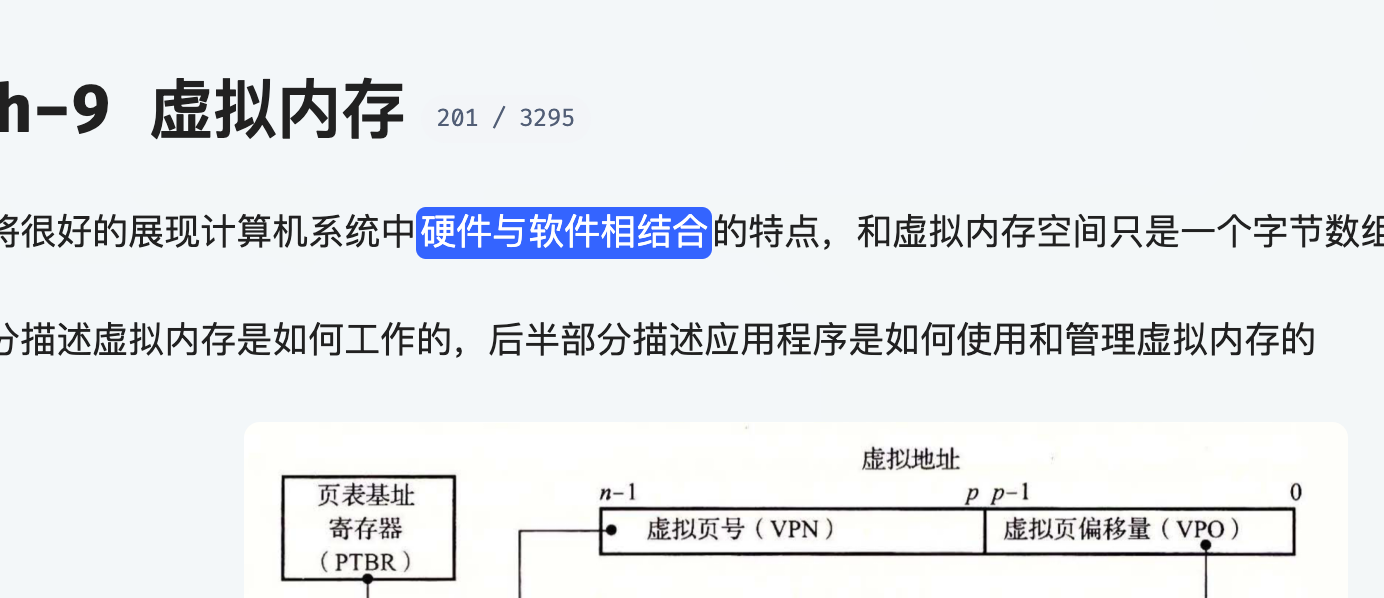 h-9 虚拟内存 201 / 3295
将很好的展现计算机系统中硬件与软件相结合的特点，和虚拟内存空间只是一个字节数组
分描述虚拟内存是如何工作的，后半部分描述应用程序是如何使用和管理虚拟内存的
虚拟地址
n-1 p p-1 0
页表基址
寄存器
（PTBR）
虚拟页号（VPN） 虚拟页偏移量（VPO）